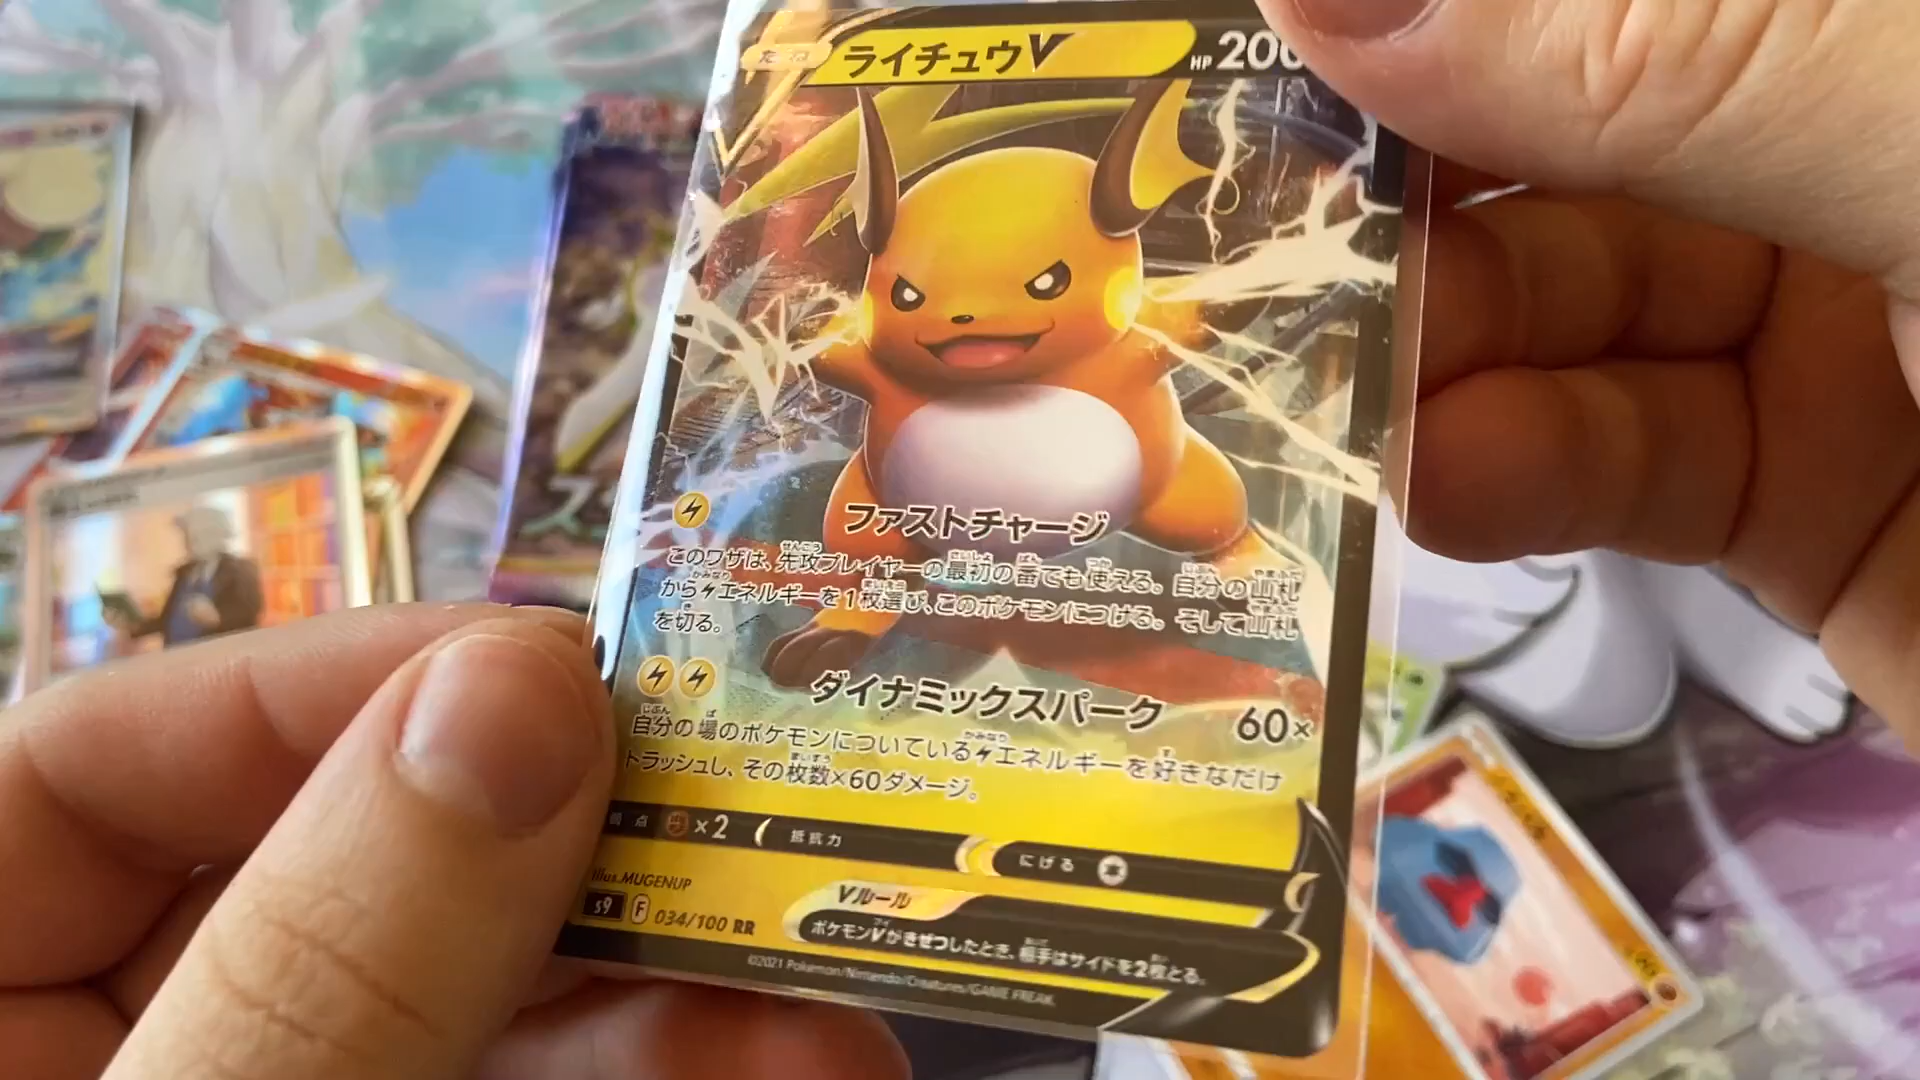 たね ライチュウV HP 200
ファストチャージ
このワザは、先攻プレイヤーの最初の番でも使える。自分の山札
から エネルギーを1枚選び、このポケモンにつける。そして山札
を切る。
ダイナミックスパーク 60×
自分の場のポケモンについている エネルギーを好きなだけ
トラッシュし、その枚数×60ダメージ。
弱点 ×2 抵抗力 にげる
illus. MUGENUP
Vルール
s9 F 034/100 RR
ポケモンVがきぜつしたとき、相手はサイドを2枚とる。
©2021 Pokémon/Nintendo/Creatures/GAME FREAK.